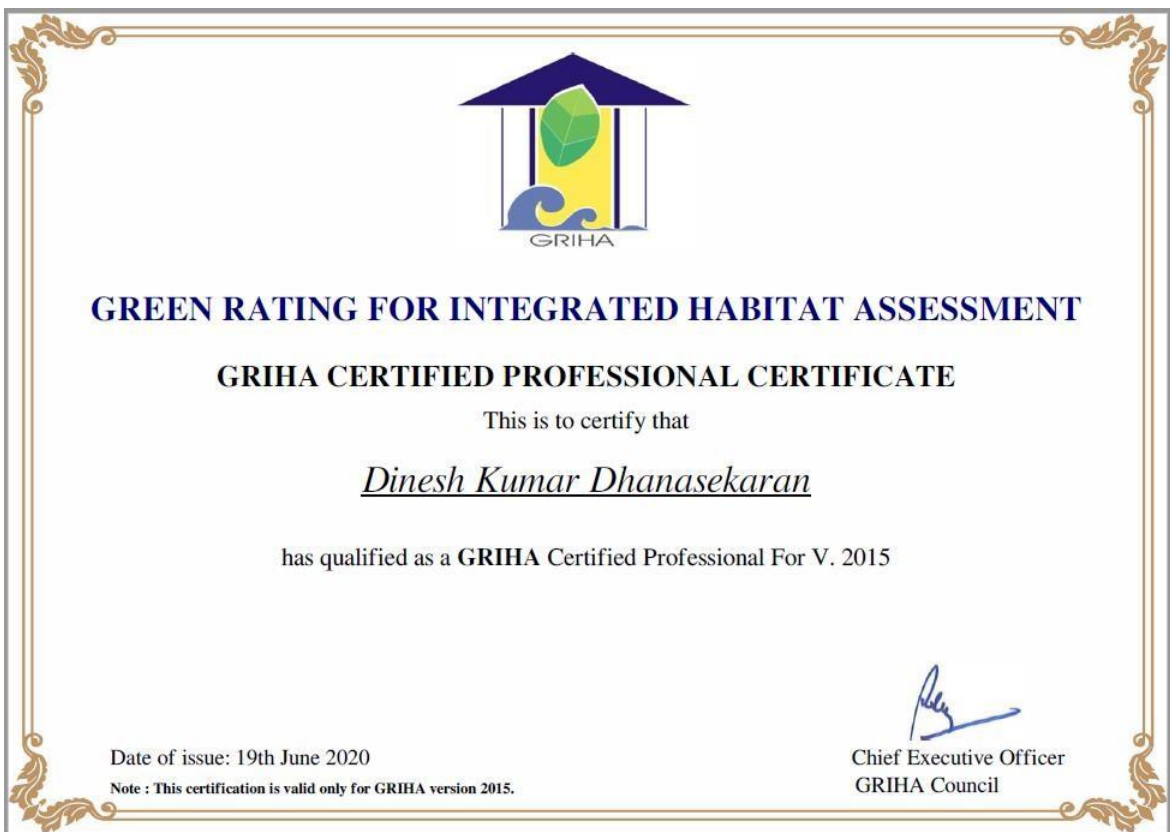 GRIHA
GREEN RATING FOR INTEGRATED HABITAT ASSESSMENT
GRIHA CERTIFIED PROFESSIONAL CERTIFICATE
This is to certify that
Dinesh Kumar Dhanasekaran
has qualified as a GRIHA Certified Professional For V. 2015
Date of issue: 19th June 2020
Note : This certification is valid only for GRIHA version 2015.
Chief Executive Officer
GRIHA Council